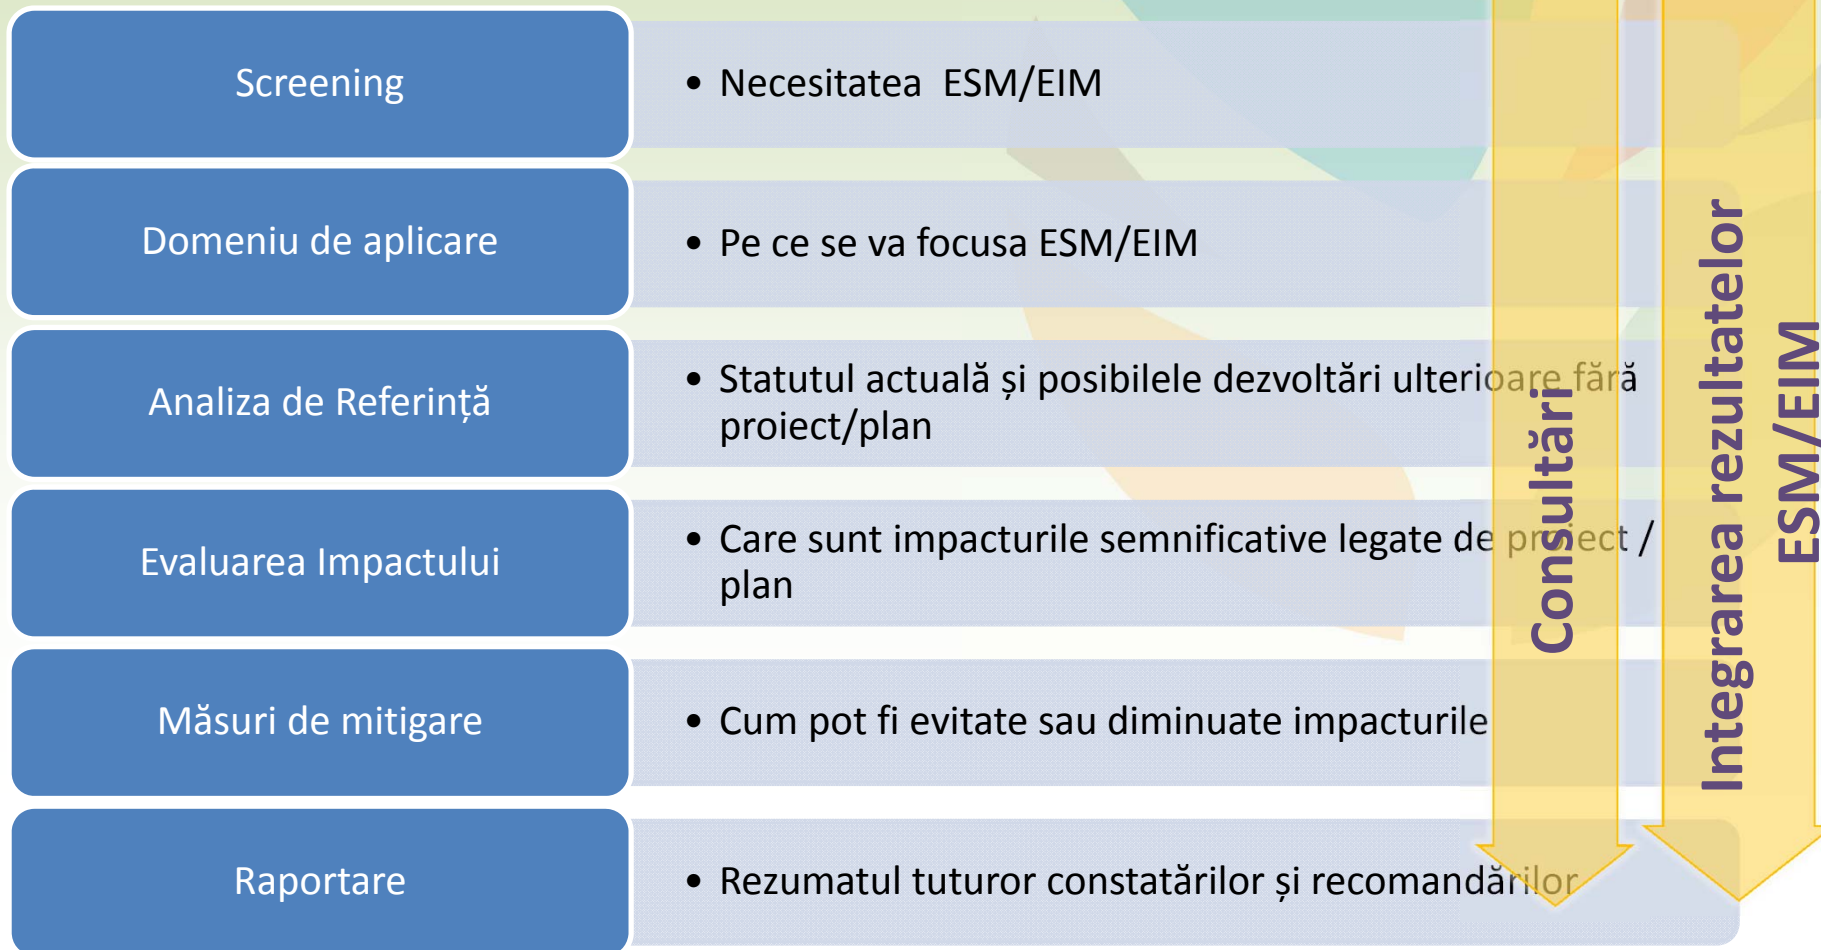 Screening
• Necesitatea ESM/EIM
Domeniu de aplicare
• Pe ce se va focusa ESM/EIM
Analiza de Referință
• Statutul actuală și posibilele dezvoltări ulterioare fără
proiect/plan
Evaluarea Impactului
• Care sunt impacturile semnificative legate de proiect /
plan
Măsuri de mitigare
• Cum pot fi evitate sau diminuate impacturile
Raportare
• Rezumatul tuturor constatărilor și recomandărilor
Consultări
Integrarea rezultatelor
ESM/EIM